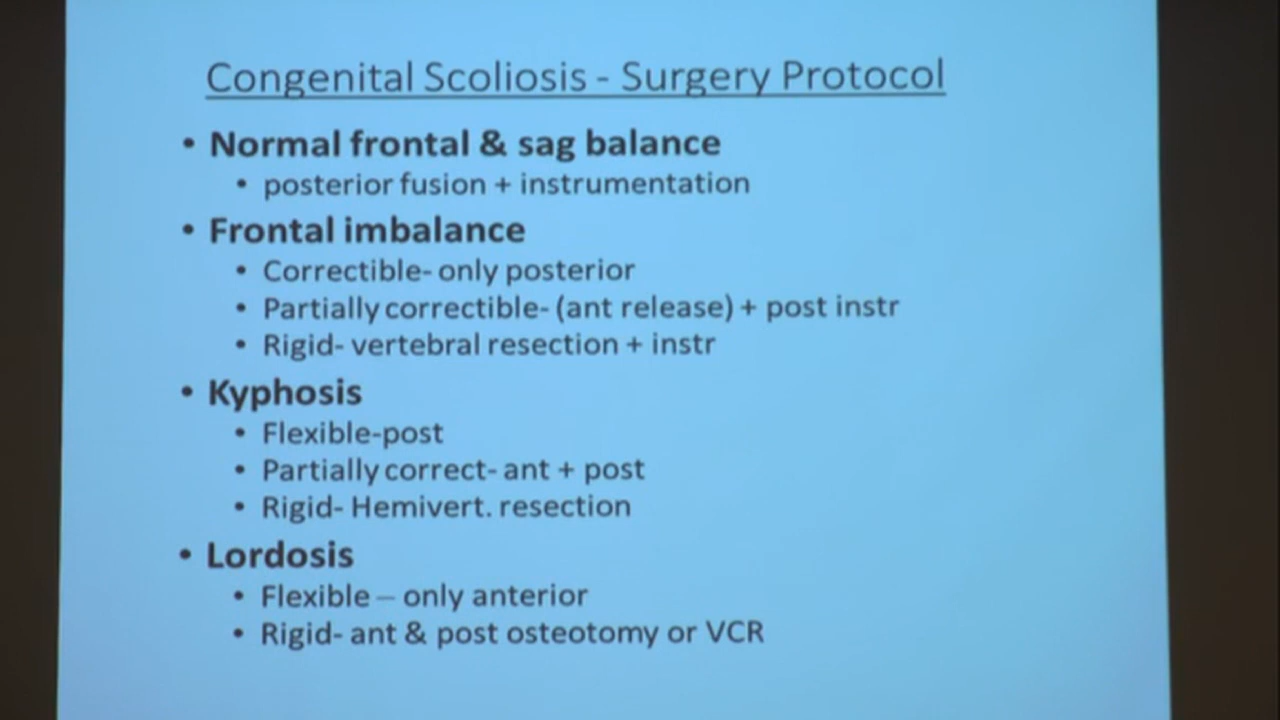 Congenital Scoliosis - Surgery Protocol
• Normal frontal & sag balance
• posterior fusion + instrumentation
• Frontal imbalance
• Correctible- only posterior
• Partially correctible- (ant release) + post instr
• Rigid- vertebral resection + instr
• Kyphosis
• Flexible-post
• Partially correct- ant + post
• Rigid- Hemivert. resection
• Lordosis
• Flexible – only anterior
• Rigid- ant & post osteotomy or VCR